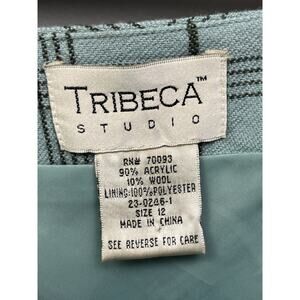 TRIBECA™
STUDIO
RN# 70093
90% ACRYLIC
10% WOOL
LINING:100%POLYESTER
23-0246-1
SIZE 12
MADE IN CHINA
SEE REVERSE FOR CARE